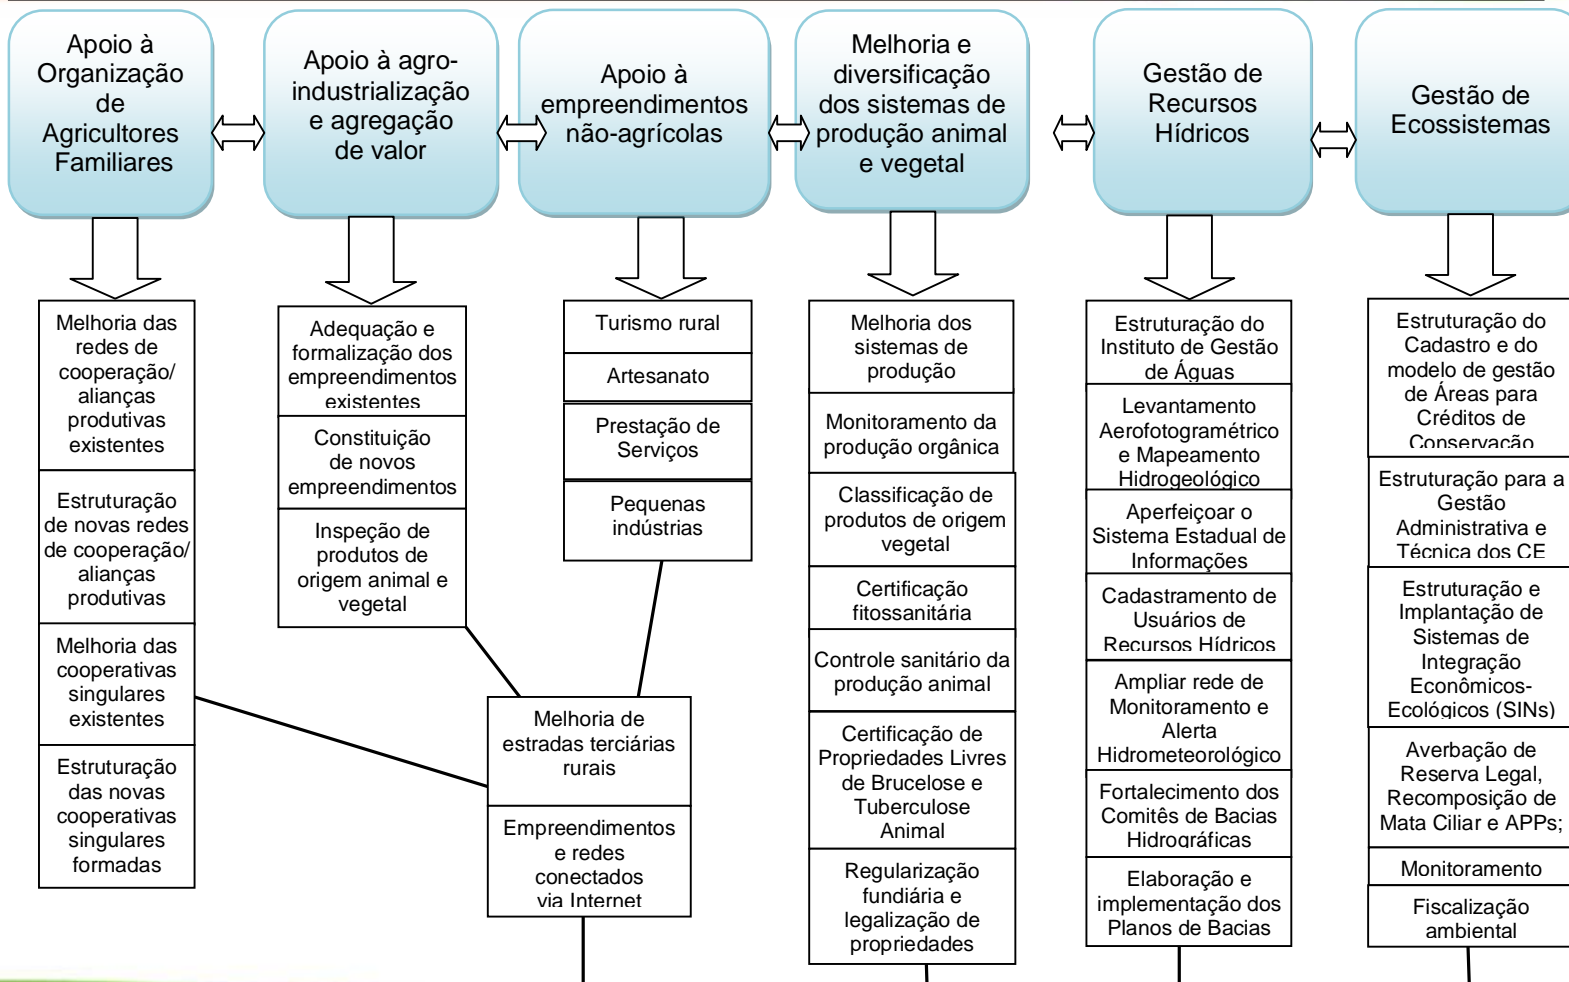 Apoio à
Organização
de
Agricultores
Familiares
Apoio à agro-
industrialização
e agregação
de valor
Apoio à
empreendimentos
não-agrícolas
Melhoria e
diversificação
dos sistemas de
produção animal
e vegetal
Gestão de
Recursos
Hídricos
Gestão de
Ecossistemas
Melhoria das
redes de
cooperação/
alianças
produtivas
existentes
Estruturação
de novas redes
de cooperação/
alianças
produtivas
Melhoria das
cooperativas
singulares
existentes
Estruturação
das novas
cooperativas
singulares
formadas
Adequação e
formalização dos
empreendimentos
existentes
Constituição
de novos
empreendimentos
Inspeção de
produtos de
origem animal e
vegetal
Turismo rural
Artesanato
Prestação de
Serviços
Pequenas
indústrias
Melhoria de
estradas terciárias
rurais
Empreendimentos
e redes
conectados
via Internet
Melhoria dos
sistemas de
produção
Monitoramento da
produção orgânica
Classificação de
produtos de origem
vegetal
Certificação
fitossanitária
Controle sanitário da
produção animal
Certificação de
Propriedades Livres
de Brucelose e
Tuberculose
Animal
Regularização
fundiária e
legalização de
propriedades
Estruturação do
Instituto de Gestão
de Águas
Levantamento
Aerofotogramétrico
e Mapeamento
Hidrogeológico
Aperfeiçoar o
Sistema Estadual de
Informações
Cadastramento de
Usuários de
Recursos Hídricos
Ampliar rede de
Monitoramento e
Alerta
Hidrometeorológico
Fortalecimento dos
Comitês de Bacias
Hidrográficas
Elaboração e
implementação dos
Planos de Bacias
Estruturação do
Cadastro e do
modelo de gestão
de Áreas para
Créditos de
Conservação
Estruturação para a
Gestão
Administrativa e
Técnica dos CE
Estruturação e
Implantação de
Sistemas de
Integração
Econômicos-
Ecológicos (SINs)
Averbação de
Reserva Legal,
Recomposição de
Mata Ciliar e APPs;
Monitoramento
Fiscalização
ambiental